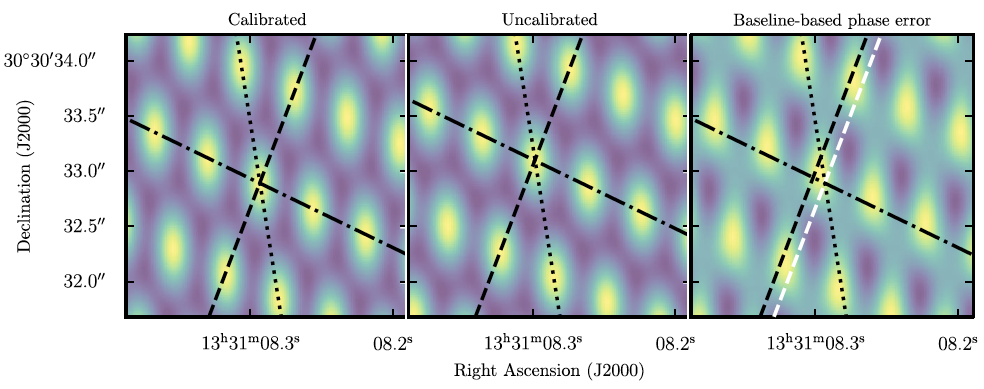 Calibrated Uncalibrated Baseline-based phase error
30°30′34.0″
33.5″
33.0″
32.5″
32.0″
Declination (J2000)
13ʰ31ᵐ08.3ˢ 08.2ˢ 13ʰ31ᵐ08.3ˢ 08.2ˢ 13ʰ31ᵐ08.3ˢ 08.2ˢ
Right Ascension (J2000)